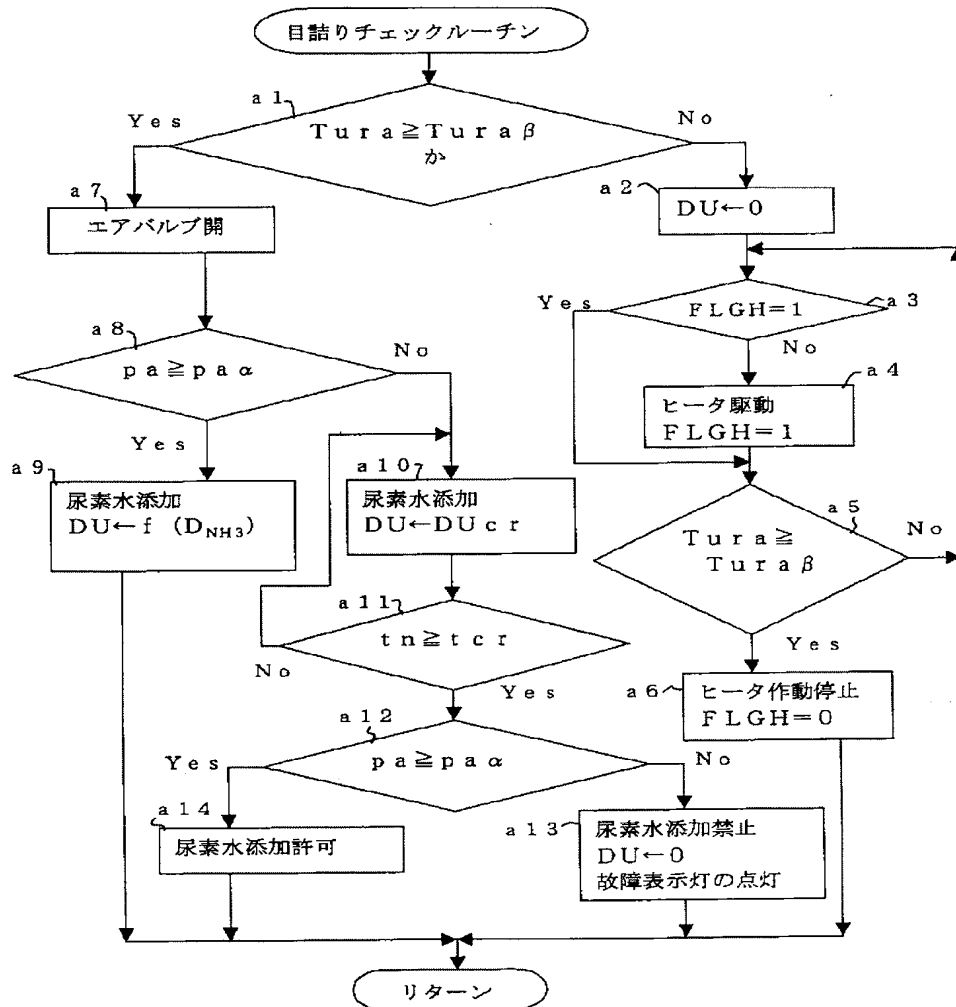 目詰りチェックルーチン
a1
Yes
Tura≧Turaβ
か
No
a7
エアバルブ開
a2
DU←0
Yes
FLGH=1
a3
No
a8
pa≧paα
No
Yes
a4
ヒータ駆動
FLGH=1
a9
尿素水添加
DU←f (D_NH3)
a10
尿素水添加
DU←DUcr
a5
Tura≧
Turaβ
No
Yes
a11
tn≧tcr
No
Yes
a6
ヒータ作動停止
FLGH=0
a12
Yes
pa≧paα
No
a14
尿素水添加許可
a13
尿素水添加禁止
DU←0
故障表示灯の点灯
リターン